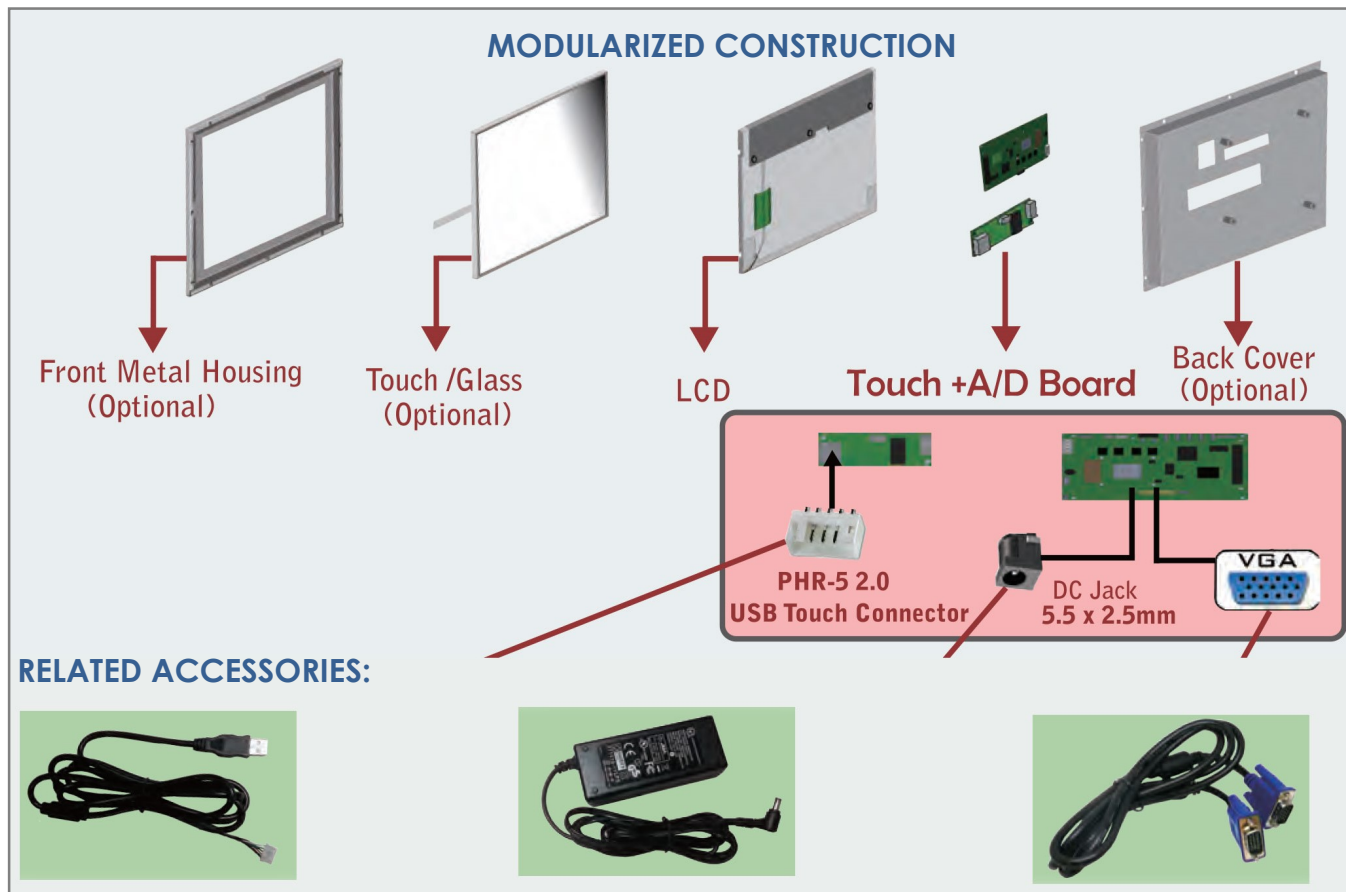 MODULARIZED CONSTRUCTION
Front Metal Housing
(Optional)
Touch /Glass
(Optional)
LCD
Touch +A/D Board
Back Cover
(Optional)
PHR-5 2.0
USB Touch Connector
DC Jack
5.5 x 2.5mm
VGA
RELATED ACCESSORIES: